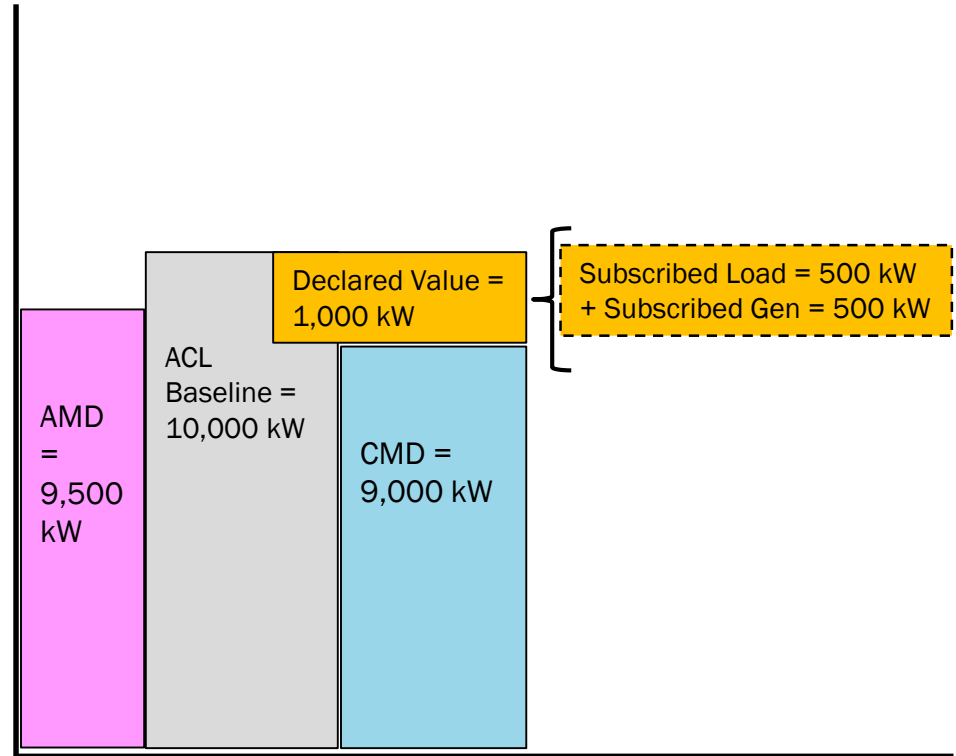 Declared Value =
1,000 kW
Subscribed Load = 500 kW
+ Subscribed Gen = 500 kW
ACL
Baseline =
10,000 kW
AMD
=
9,500
kW
CMD =
9,000 kW